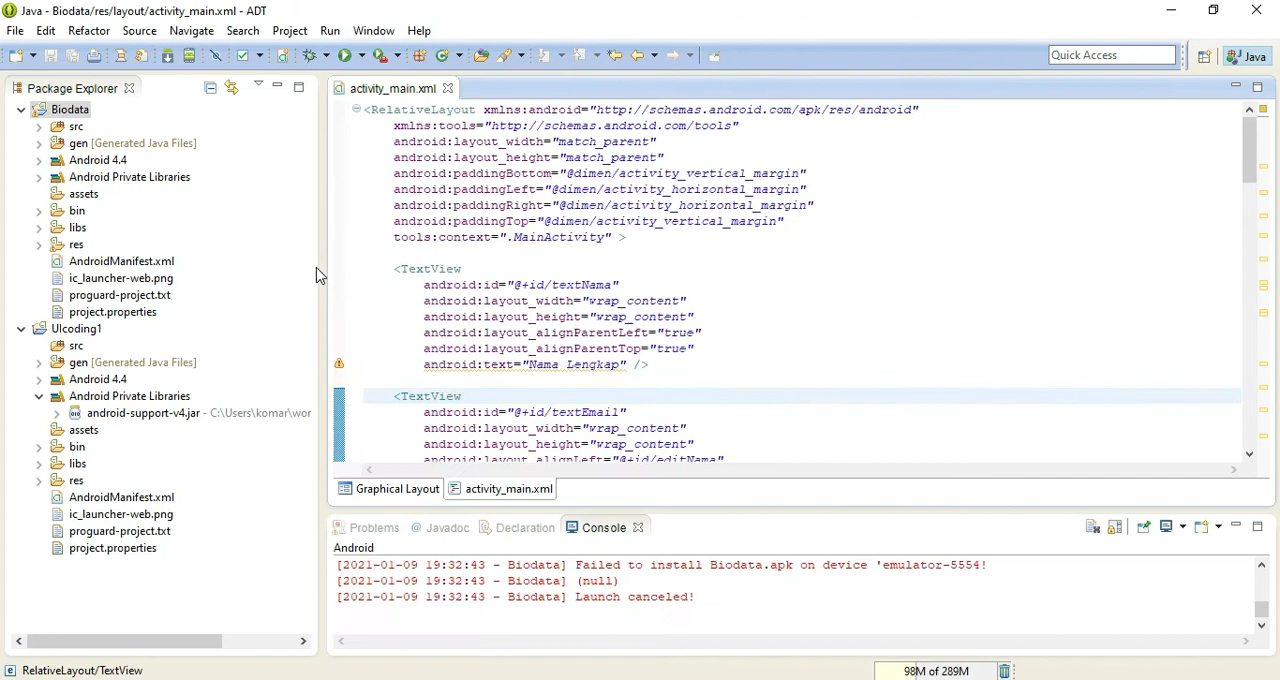 Java - Biodata/res/layout/activity_main.xml - ADT
File Edit Refactor Source Navigate Search Project Run Window Help
Quick Access
Java
Package Explorer
Biodata
src
gen [Generated Java Files]
Android 4.4
Android Private Libraries
assets
bin
libs
res
AndroidManifest.xml
ic_launcher-web.png
proguard-project.txt
project.properties
UIcoding1
src
gen [Generated Java Files]
Android 4.4
Android Private Libraries
android-support-v4.jar - C:\Users\komar\wor
assets
bin
libs
res
AndroidManifest.xml
ic_launcher-web.png
proguard-project.txt
project.properties
activity_main.xml
<RelativeLayout xmlns:android="http://schemas.android.com/apk/res/android"
xmlns:tools="http://schemas.android.com/tools"
android:layout_width="match_parent"
android:layout_height="match_parent"
android:paddingBottom="@dimen/activity_vertical_margin"
android:paddingLeft="@dimen/activity_horizontal_margin"
android:paddingRight="@dimen/activity_horizontal_margin"
android:paddingTop="@dimen/activity_vertical_margin"
tools:context=".MainActivity" >
<TextView
android:id="@+id/textNama"
android:layout_width="wrap_content"
android:layout_height="wrap_content"
android:layout_alignParentLeft="true"
android:layout_alignParentTop="true"
android:text="Nama Lengkap" />
<TextView
android:id="@+id/textEmail"
android:layout_width="wrap_content"
android:layout_height="wrap_content"
android:layout_alignLeft="@+id/editNama"
Graphical Layout activity_main.xml
Problems @ Javadoc Declaration Console
Android
[2021-01-09 19:32:43 - Biodata] Failed to install Biodata.apk on device 'emulator-5554!
[2021-01-09 19:32:43 - Biodata] (null)
[2021-01-09 19:32:43 - Biodata] Launch canceled!
RelativeLayout/TextView
98M of 289M